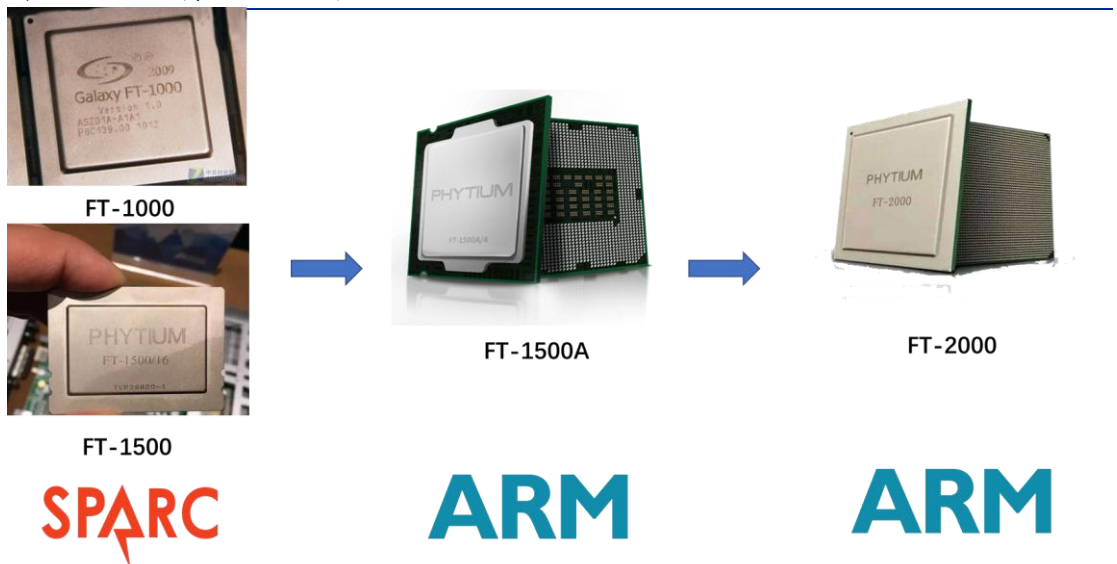 2009
Galaxy FT-1000
Version 1.0
FT-1000
PHYTIUM
FT-1500/16
FT-1500
SPARC
PHYTIUM
FT-1500A/4
FT-1500A
ARM
PHYTIUM
FT-2000
FT-2000
ARM